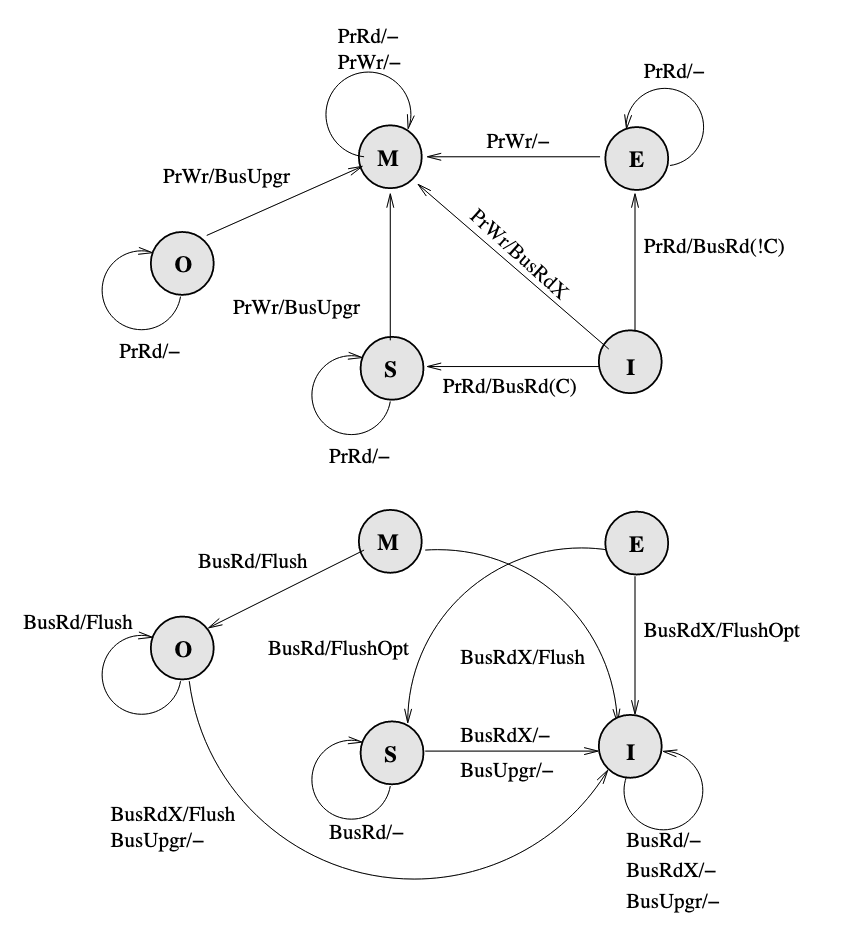 PrRd/–
PrWr/–
PrRd/–
M
PrWr/–
E
PrWr/BusUpgr
O
PrWr/BusRdX
PrRd/BusRd(!C)
PrRd/–
PrWr/BusUpgr
S
PrRd/BusRd(C)
I
PrRd/–
M
E
BusRd/Flush
BusRd/Flush
O
BusRd/FlushOpt
BusRdX/Flush
BusRdX/FlushOpt
S
BusRdX/–
BusUpgr/–
I
BusRd/–
BusRdX/Flush
BusUpgr/–
BusRd/–
BusRdX/–
BusUpgr/–